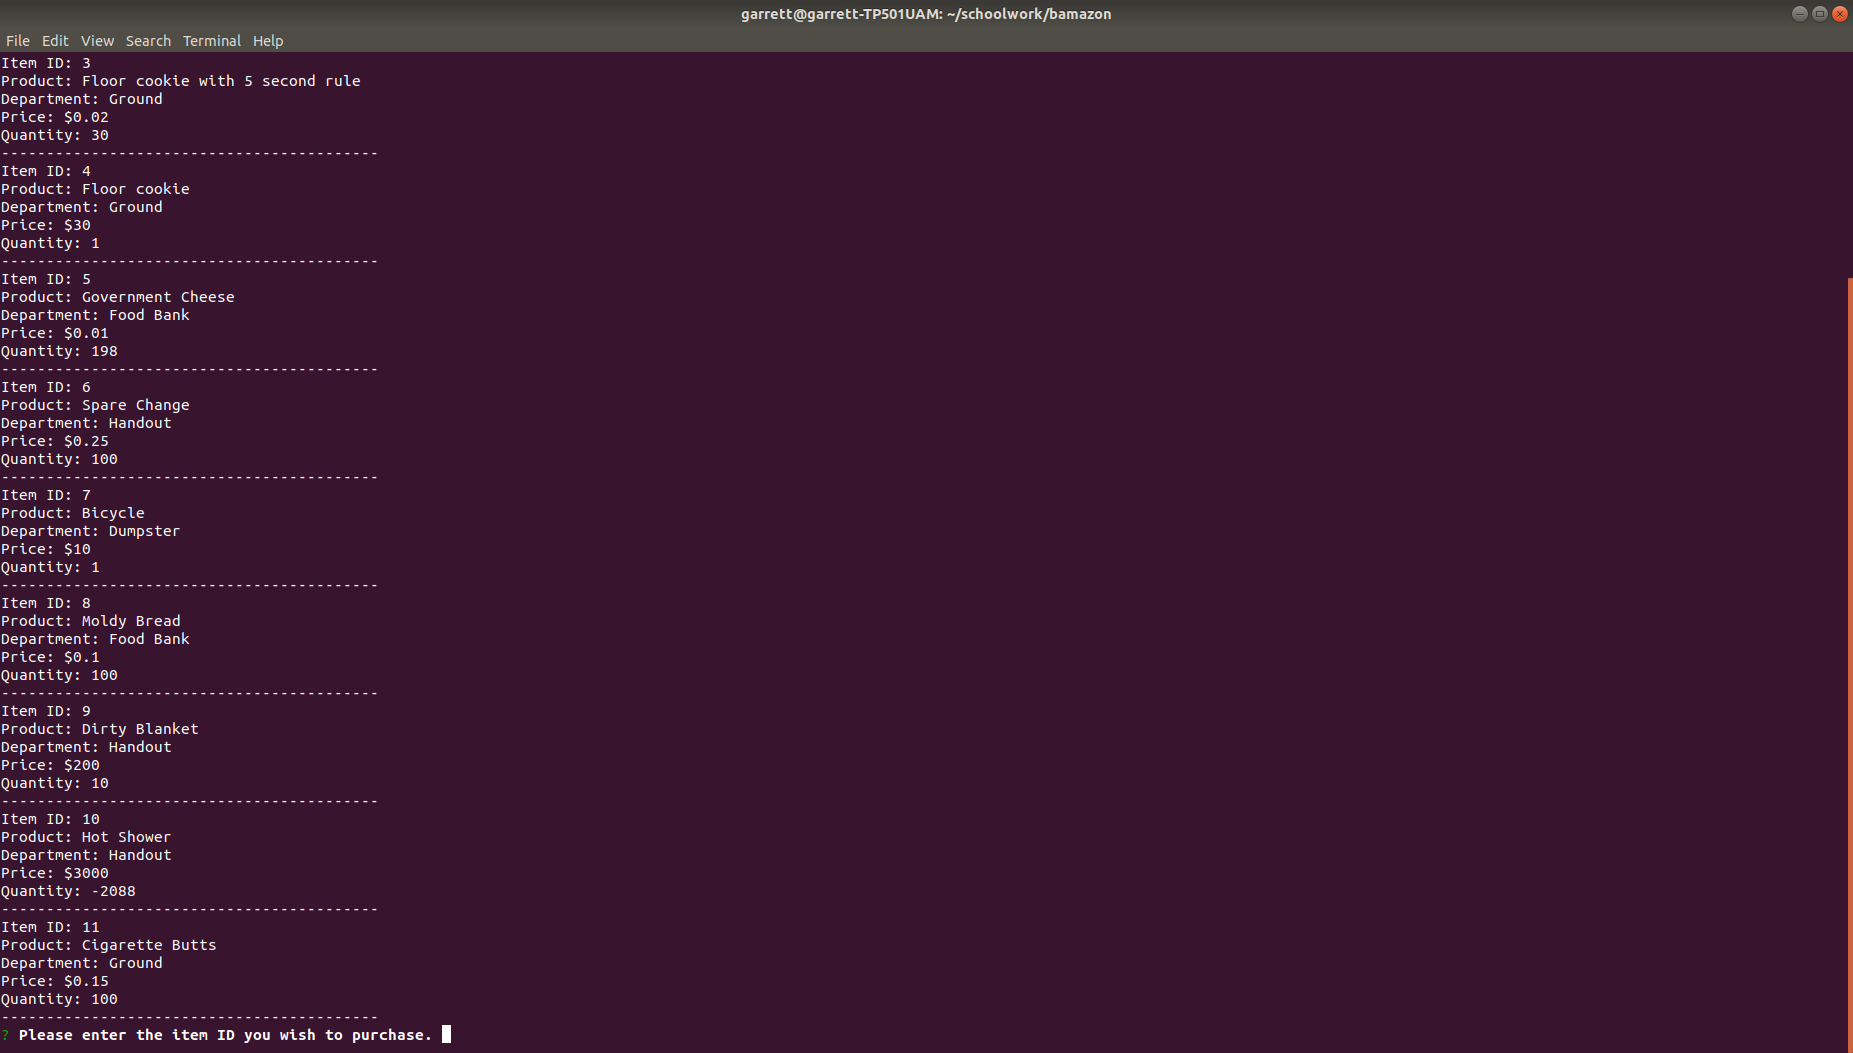 garrett@garrett-TP501UAM: ~/schoolwork/bamazon
File Edit View Search Terminal Help
Item ID: 3
Product: Floor cookie with 5 second rule
Department: Ground
Price: $0.02
Quantity: 30
------------------------------------------
Item ID: 4
Product: Floor cookie
Department: Ground
Price: $30
Quantity: 1
------------------------------------------
Item ID: 5
Product: Government Cheese
Department: Food Bank
Price: $0.01
Quantity: 198
------------------------------------------
Item ID: 6
Product: Spare Change
Department: Handout
Price: $0.25
Quantity: 100
------------------------------------------
Item ID: 7
Product: Bicycle
Department: Dumpster
Price: $10
Quantity: 1
------------------------------------------
Item ID: 8
Product: Moldy Bread
Department: Food Bank
Price: $0.1
Quantity: 100
------------------------------------------
Item ID: 9
Product: Dirty Blanket
Department: Handout
Price: $200
Quantity: 10
------------------------------------------
Item ID: 10
Product: Hot Shower
Department: Handout
Price: $3000
Quantity: -2088
------------------------------------------
Item ID: 11
Product: Cigarette Butts
Department: Ground
Price: $0.15
Quantity: 100
------------------------------------------
? Please enter the item ID you wish to purchase.